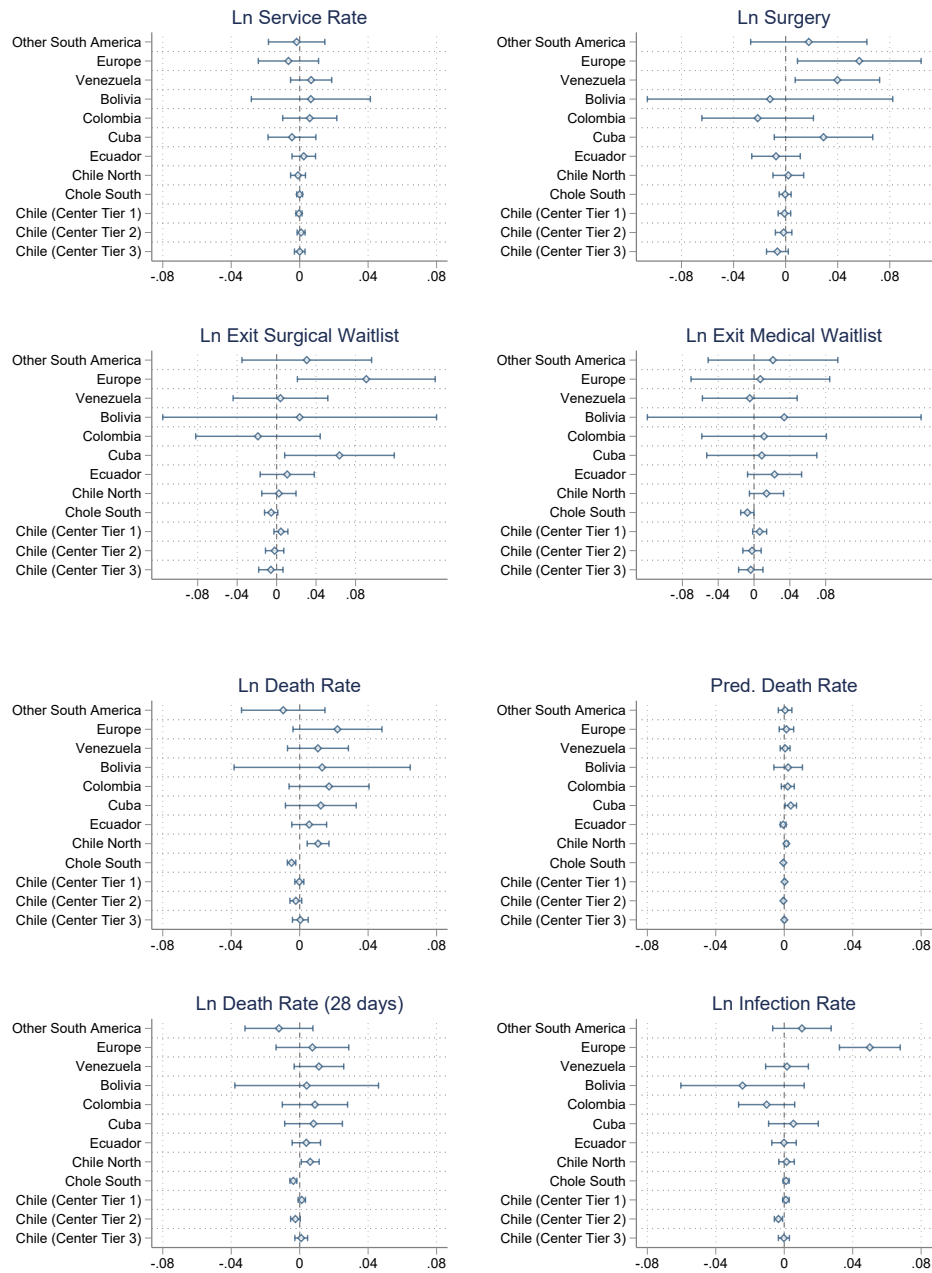 Ln Service Rate
Other South America
Europe
Venezuela
Bolivia
Colombia
Cuba
Ecuador
Chile North
Chole South
Chile (Center Tier 1)
Chile (Center Tier 2)
Chile (Center Tier 3)
-.08 -.04 0 .04 .08
Ln Surgery
Other South America
Europe
Venezuela
Bolivia
Colombia
Cuba
Ecuador
Chile North
Chole South
Chile (Center Tier 1)
Chile (Center Tier 2)
Chile (Center Tier 3)
-.08 -.04 0 .04 .08
Ln Exit Surgical Waitlist
Other South America
Europe
Venezuela
Bolivia
Colombia
Cuba
Ecuador
Chile North
Chole South
Chile (Center Tier 1)
Chile (Center Tier 2)
Chile (Center Tier 3)
-.08 -.04 0 .04 .08
Ln Exit Medical Waitlist
Other South America
Europe
Venezuela
Bolivia
Colombia
Cuba
Ecuador
Chile North
Chole South
Chile (Center Tier 1)
Chile (Center Tier 2)
Chile (Center Tier 3)
-.08 -.04 0 .04 .08
Ln Death Rate
Other South America
Europe
Venezuela
Bolivia
Colombia
Cuba
Ecuador
Chile North
Chole South
Chile (Center Tier 1)
Chile (Center Tier 2)
Chile (Center Tier 3)
-.08 -.04 0 .04 .08
Pred. Death Rate
Other South America
Europe
Venezuela
Bolivia
Colombia
Cuba
Ecuador
Chile North
Chole South
Chile (Center Tier 1)
Chile (Center Tier 2)
Chile (Center Tier 3)
-.08 -.04 0 .04 .08
Ln Death Rate (28 days)
Other South America
Europe
Venezuela
Bolivia
Colombia
Cuba
Ecuador
Chile North
Chole South
Chile (Center Tier 1)
Chile (Center Tier 2)
Chile (Center Tier 3)
-.08 -.04 0 .04 .08
Ln Infection Rate
Other South America
Europe
Venezuela
Bolivia
Colombia
Cuba
Ecuador
Chile North
Chole South
Chile (Center Tier 1)
Chile (Center Tier 2)
Chile (Center Tier 3)
-.08 -.04 0 .04 .08